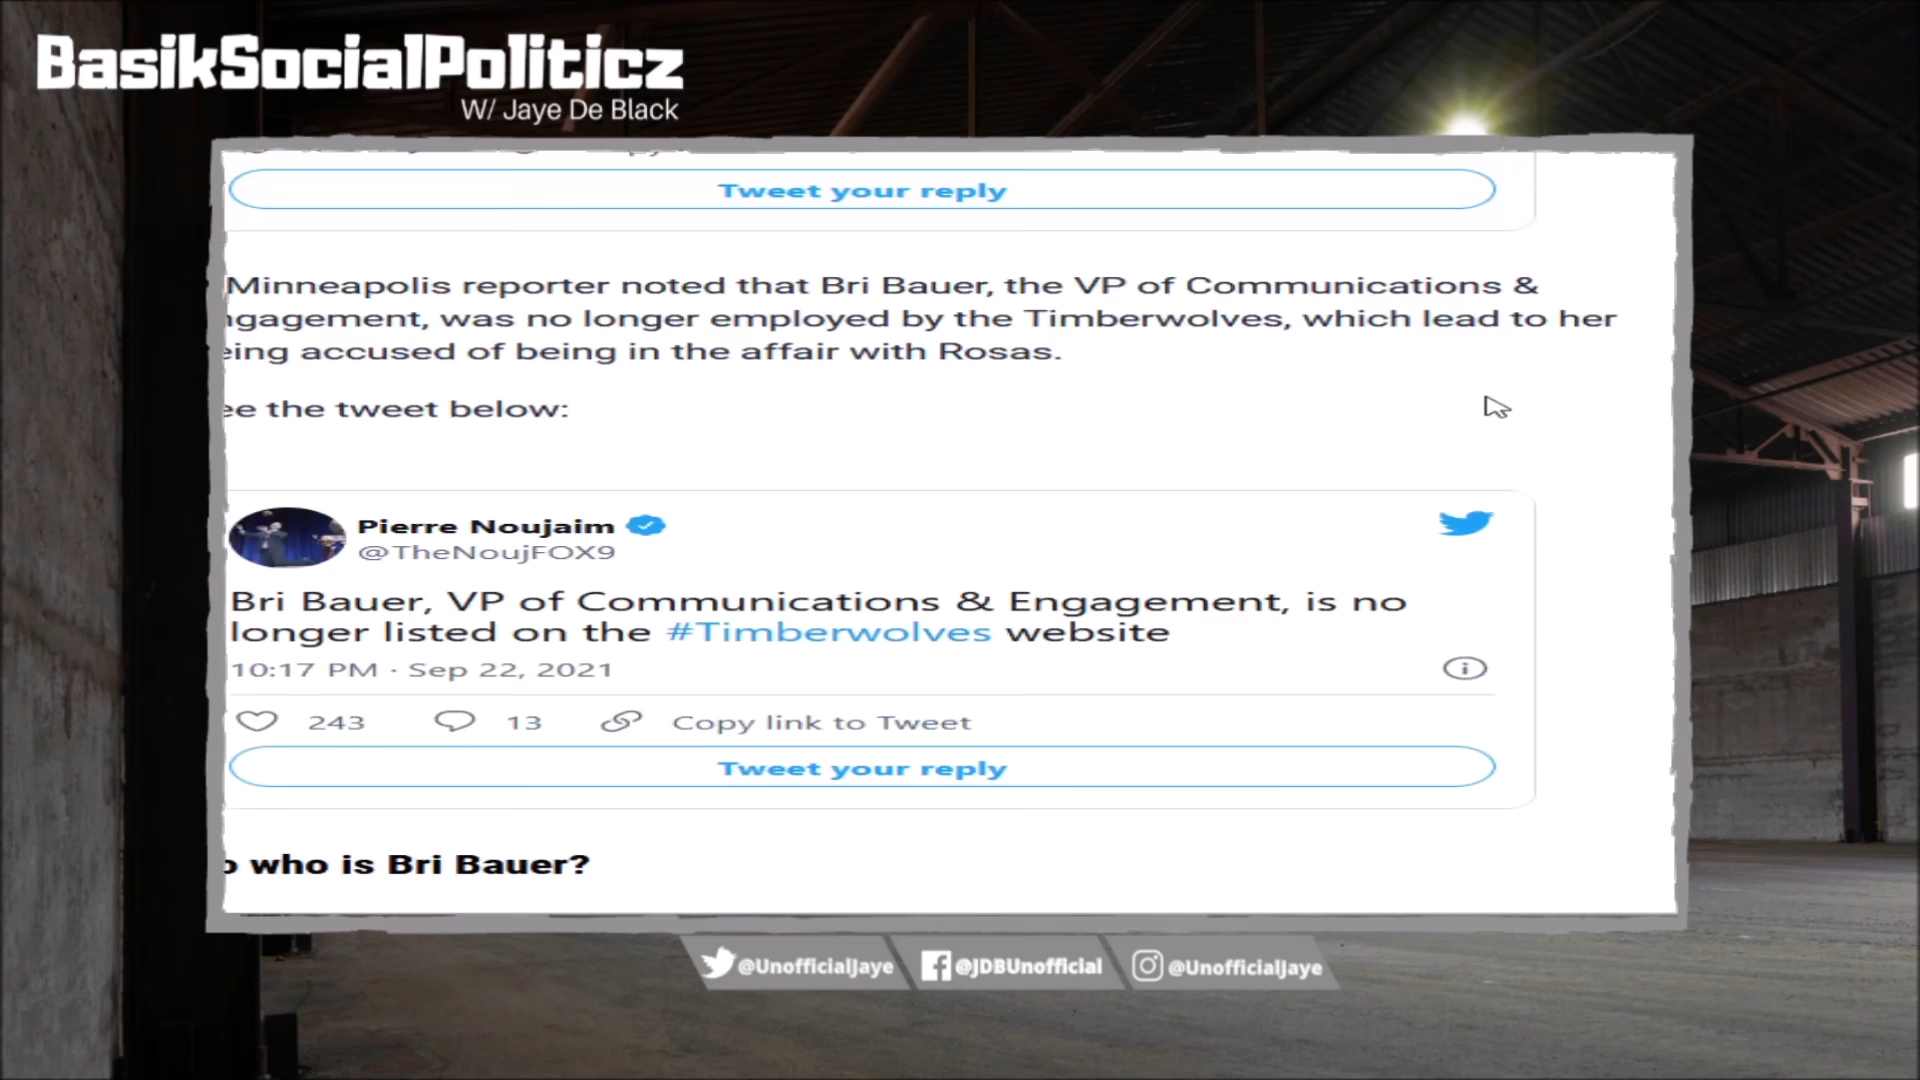 BasikSocialPoliticz
W/ Jaye De Black
Tweet your reply
Minneapolis reporter noted that Bri Bauer, the VP of Communications &
ngagement, was no longer employed by the Timberwolves, which lead to her
eing accused of being in the affair with Rosas.
ee the tweet below:
Pierre Noujaim
@TheNoujFOX9
Bri Bauer, VP of Communications & Engagement, is no
longer listed on the #Timberwolves website
10:17 PM · Sep 22, 2021
243 13 Copy link to Tweet
Tweet your reply
o who is Bri Bauer?
@UnofficialJaye @JDBUnofficial @UnofficialJaye